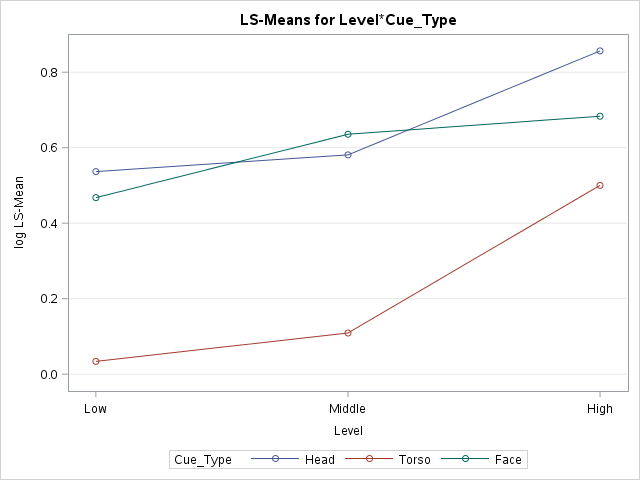 LS-Means for Level*Cue_Type
0.8
0.6
0.4
0.2
0.0
log LS-Mean
Low Middle High
Level
Cue_Type Head Torso Face